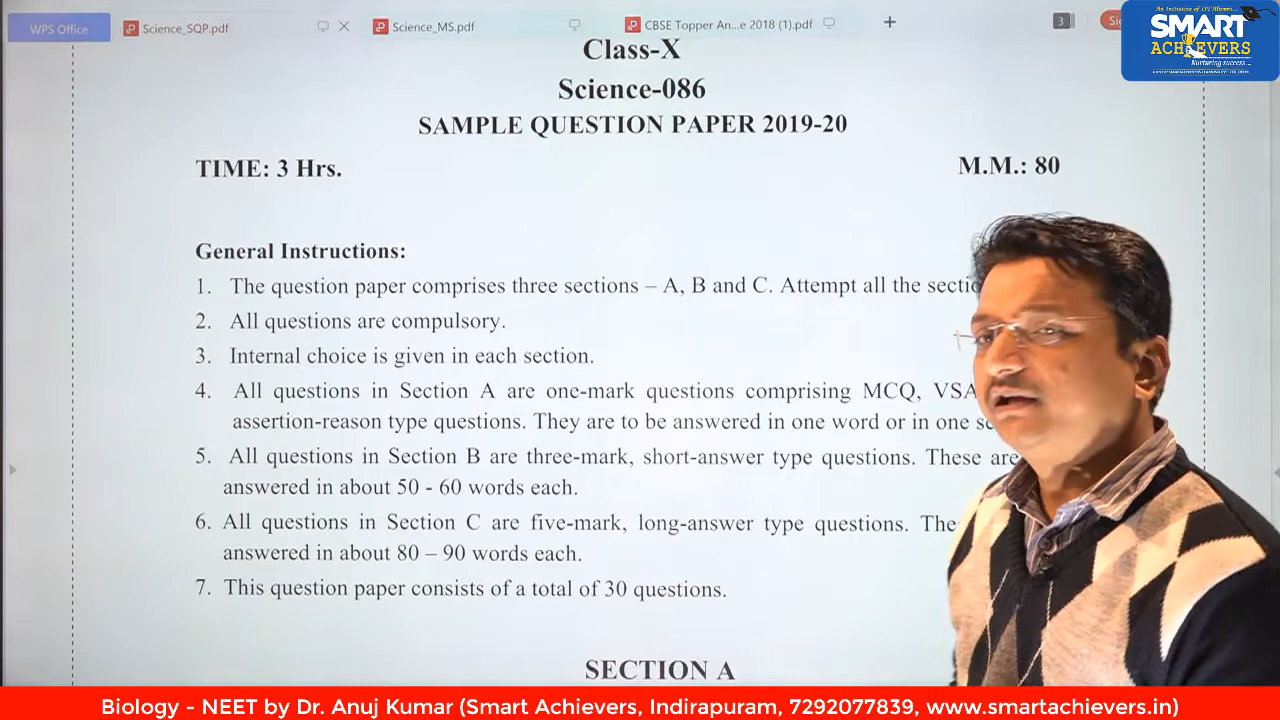 WPS Office
Science_SQP.pdf
Science_MS.pdf
CBSE Topper An...e 2018 (1).pdf
3
An Initiative of IIT Alumni...
SMART
ACHIEVERS
Nurturing success...
Class-X
Science-086
SAMPLE QUESTION PAPER 2019-20
TIME: 3 Hrs.
M.M.: 80
General Instructions:
1. The question paper comprises three sections – A, B and C. Attempt all the
2. All questions are compulsory.
3. Internal choice is given in each section.
4. All questions in Section A are one-mark questions comprising MCQ, VSA
assertion-reason type questions. They are to be answered in one word or in one
5. All questions in Section B are three-mark, short-answer type questions. These are
answered in about 50 - 60 words each.
6. All questions in Section C are five-mark, long-answer type questions.
answered in about 80 – 90 words each.
7. This question paper consists of a total of 30 questions.
SECTION A
Biology - NEET by Dr. Anuj Kumar (Smart Achievers, Indirapuram, 7292077839, www.smartachievers.in)